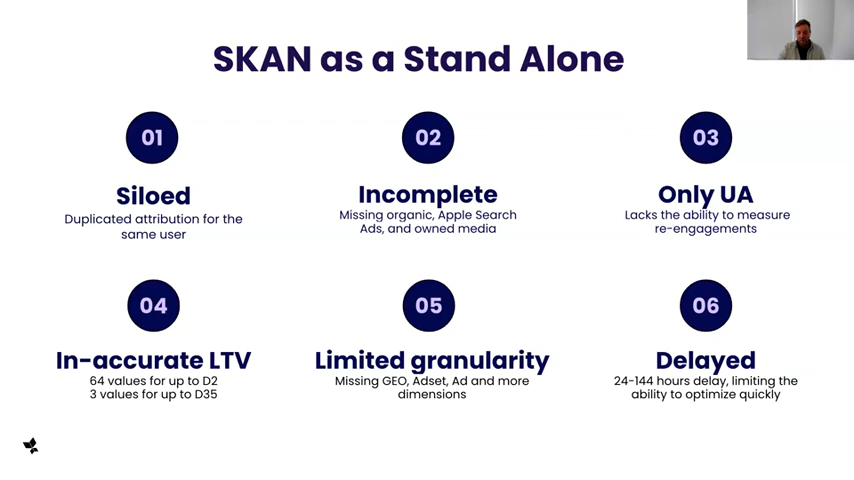 SKAN as a Stand Alone
01
Siloed
Duplicated attribution for the
same user
02
Incomplete
Missing organic, Apple Search
Ads, and owned media
03
Only UA
Lacks the ability to measure
re-engagements
04
In-accurate LTV
64 values for up to D2
3 values for up to D35
05
Limited granularity
Missing GEO, Adset, Ad and more
dimensions
06
Delayed
24-144 hours delay, limiting the
ability to optimize quickly